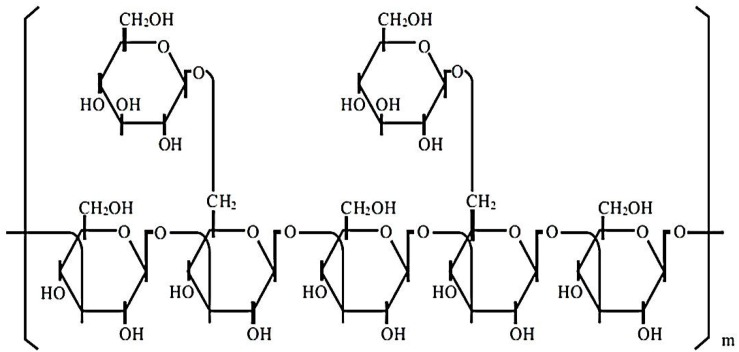 CH₂OH CH₂OH
O O O O
HO OH HO OH
OH OH
CH₂OH CH₂ CH₂OH CH₂ CH₂OH
O O O O O O O O O O
HO HO HO HO HO
OH OH OH OH OH
m